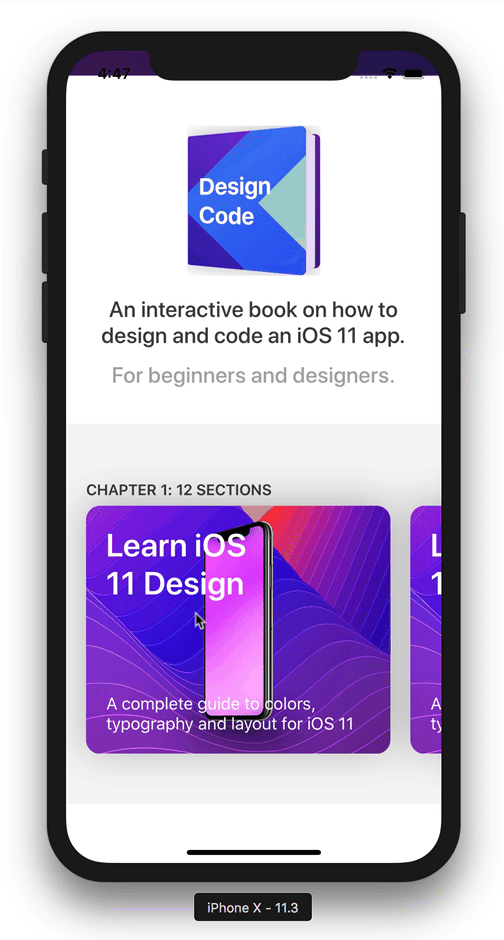 4:47
Design
Code
An interactive book on how to
design and code an iOS 11 app.
For beginners and designers.
CHAPTER 1: 12 SECTIONS
Learn iOS
11 Design
A complete guide to colors,
typography and layout for iOS 11
L
1
A
ty
iPhone X - 11.3